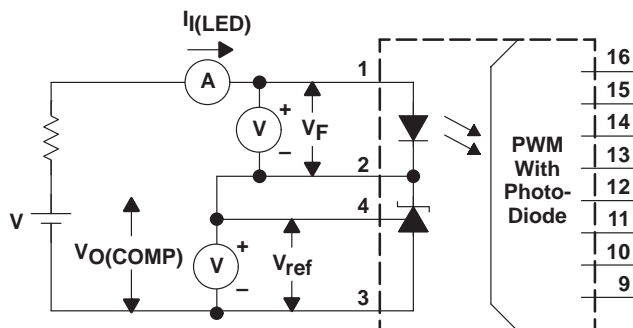 II(LED)
A
1
16
15
+
V
–
VF
14
PWM
With
Photo-
Diode
13
2
12
4
11
V
VO(COMP)
+
V
–
Vref
10
3
9